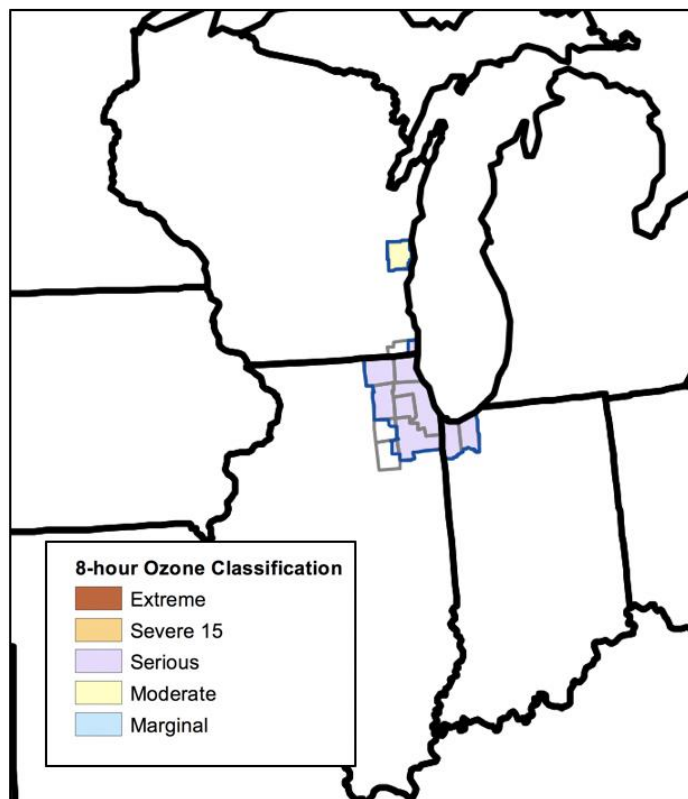 8-hour Ozone Classification
Extreme
Severe 15
Serious
Moderate
Marginal